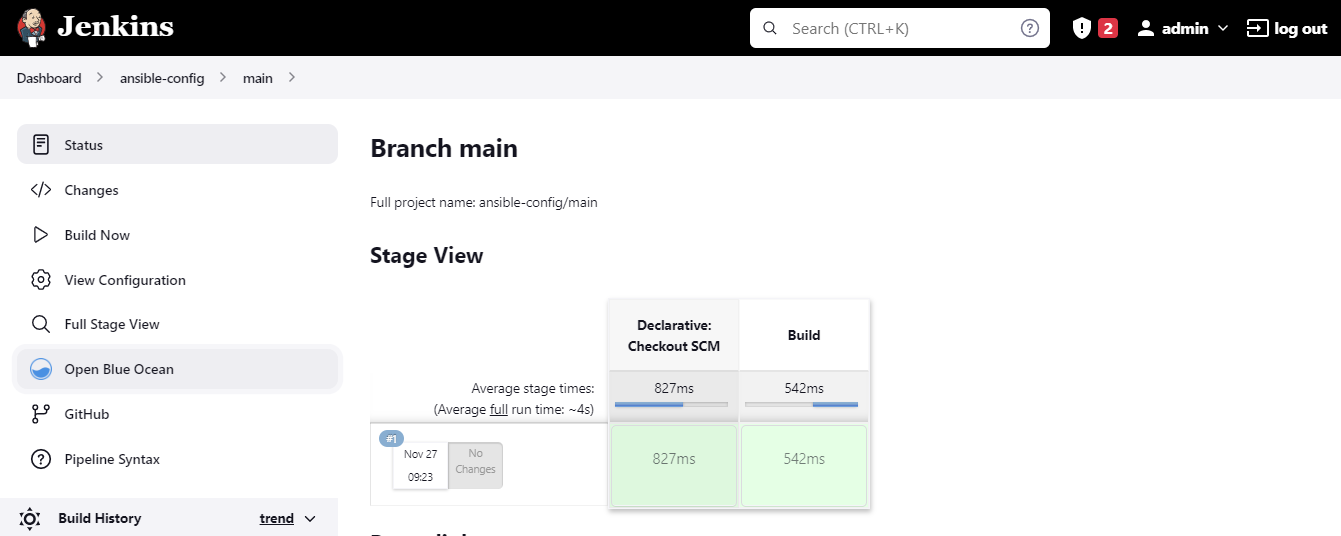 Jenkins
Search (CTRL+K)
2
admin
log out
Dashboard
ansible-config
main
Status
Changes
Build Now
View Configuration
Full Stage View
Open Blue Ocean
GitHub
Pipeline Syntax
Build History
trend
Branch main
Full project name: ansible-config/main
Stage View
Declarative:
Checkout SCM
Build
Average stage times:
(Average full run time: ~4s)
827ms
542ms
#1
Nov 27
09:23
No
Changes
827ms
542ms